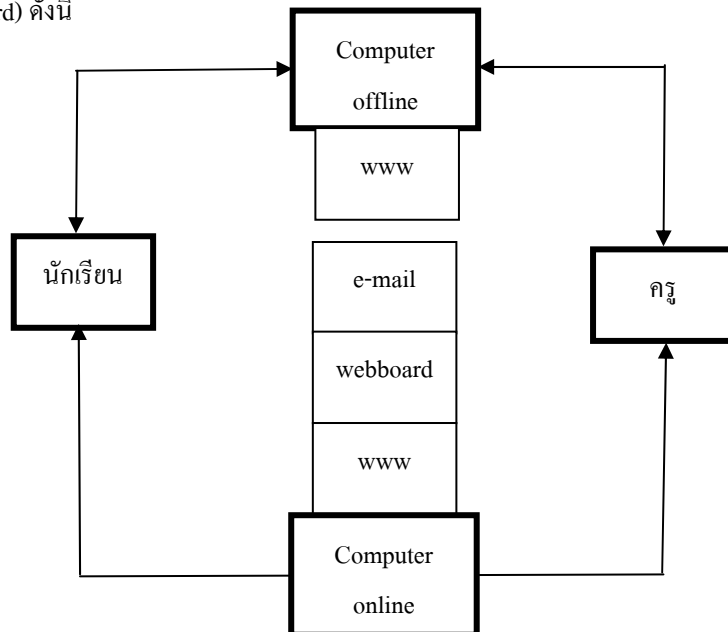 rd) ดังนี้
Computer
offline
www
นักเรียน
ครู
e-mail
webboard
www
Computer
online